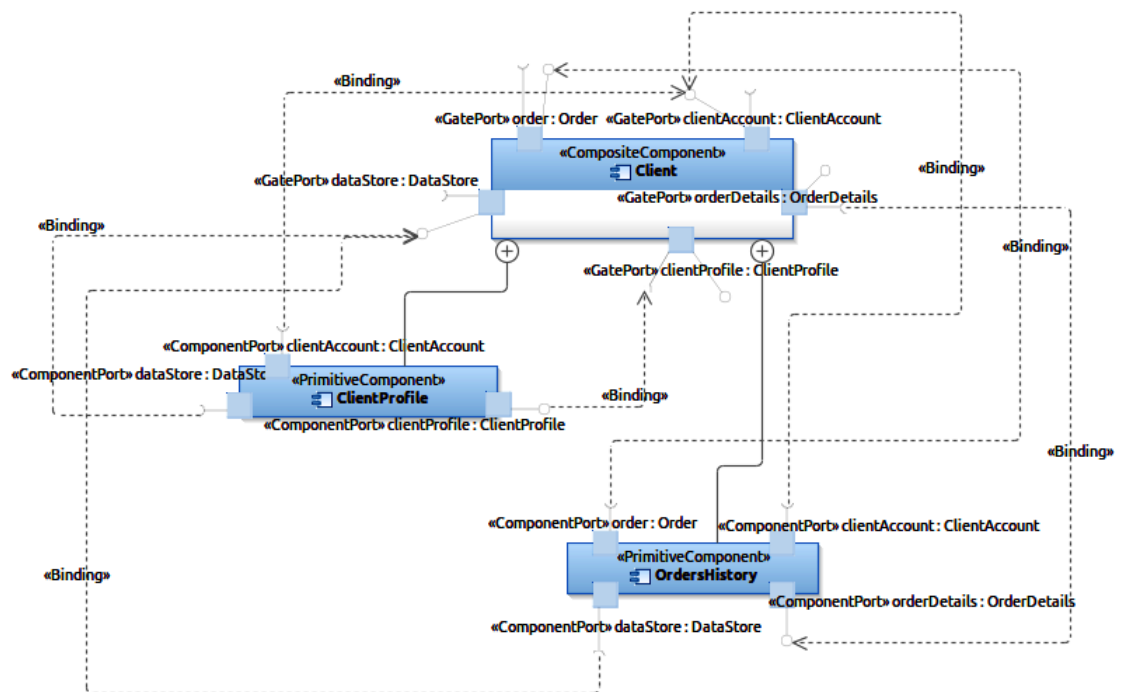 «Binding»
«GatePort» order : Order
«GatePort» clientAccount : ClientAccount
«CompositeComponent»
Client
«Binding»
«GatePort» dataStore : DataStore
«GatePort» orderDetails : OrderDetails
«Binding»
«Binding»
«GatePort» clientProfile : ClientProfile
«ComponentPort» clientAccount : ClientAccount
«ComponentPort» dataStore : DataSto
«PrimitiveComponent»
ClientProfile
«Binding»
«ComponentPort» clientProfile : ClientProfile
«Binding»
«ComponentPort» order : Order
«ComponentPort» clientAccount : ClientAccount
«PrimitiveComponent»
OrdersHistory
«Binding»
«ComponentPort» orderDetails : OrderDetails
«ComponentPort» dataStore : DataStore